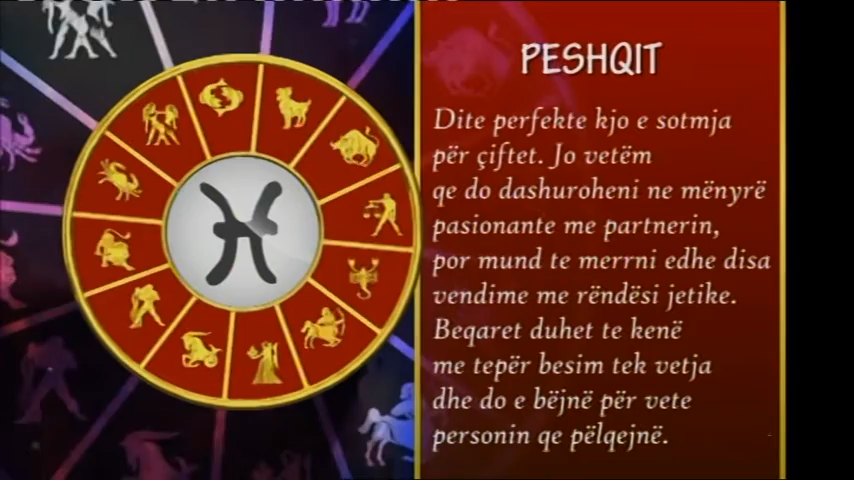 PESHQIT
Dite perfekte kjo e sotmja
për çiftet. Jo vetëm
qe do dashuroheni ne mënyrë
pasionante me partnerin,
por mund te merrni edhe disa
vendime me rëndësi jetike.
Beqaret duhet te kenë
me tepër besim tek vetja
dhe do e bëjnë për vete
personin qe pëlqejnë.